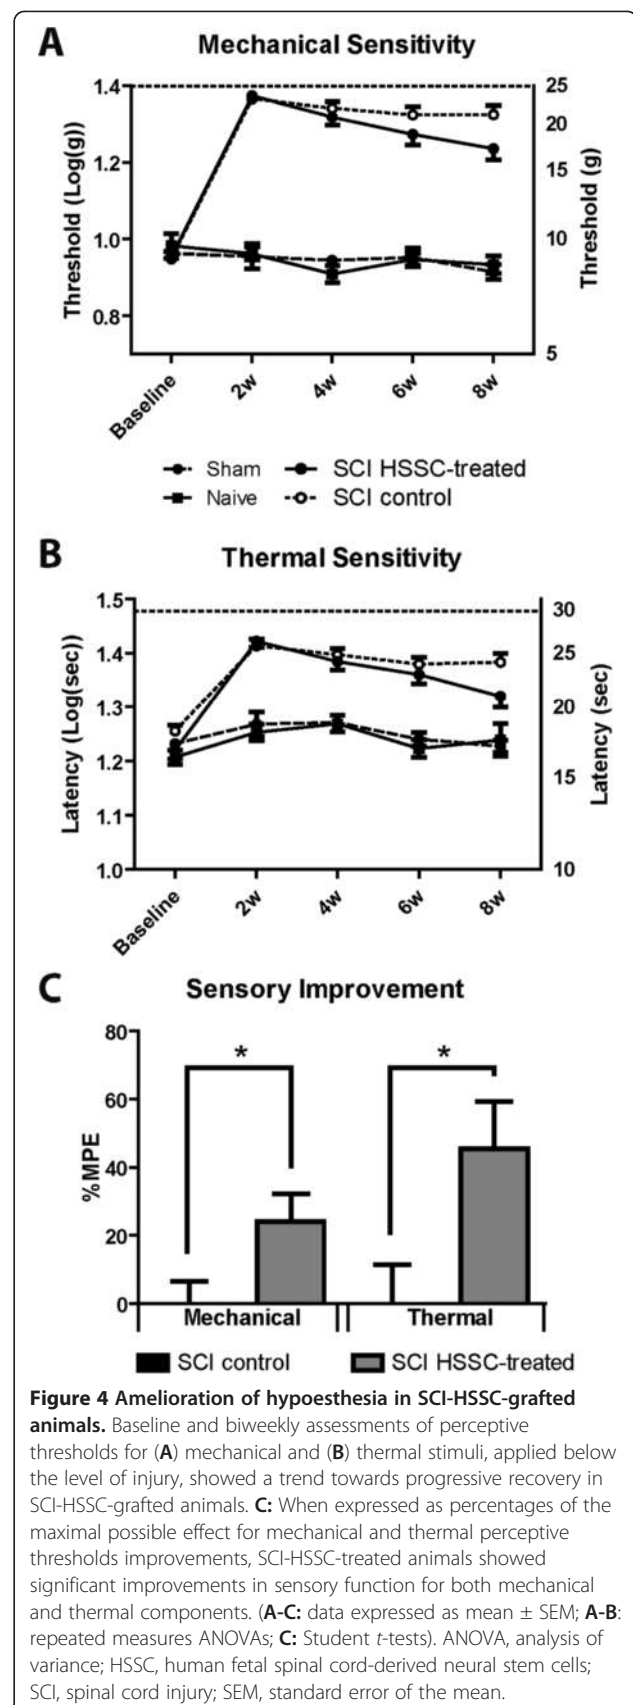 A Mechanical Sensitivity
1.4
1.2
1.0
0.8
Threshold (Log(g))
25
20
15
10
5
Threshold (g)
Baseline 2w 4w 6w 8w
Sham SCI HSSC-treated
Naive SCI control
B Thermal Sensitivity
1.5
1.4
1.3
1.2
1.1
1.0
Latency (Log(sec))
30
25
20
15
10
Latency (sec)
Baseline 2w 4w 6w 8w
C Sensory Improvement
80
60
40
20
0
%MPE
* *
Mechanical Thermal
SCI control SCI HSSC-treated
Figure 4 Amelioration of hypoesthesia in SCI-HSSC-grafted
animals. Baseline and biweekly assessments of perceptive
thresholds for (A) mechanical and (B) thermal stimuli, applied below
the level of injury, showed a trend towards progressive recovery in
SCI-HSSC-grafted animals. C: When expressed as percentages of the
maximal possible effect for mechanical and thermal perceptive
thresholds improvements, SCI-HSSC-treated animals showed
significant improvements in sensory function for both mechanical
and thermal components. (A-C: data expressed as mean ± SEM; A-B:
repeated measures ANOVAs; C: Student t-tests). ANOVA, analysis of
variance; HSSC, human fetal spinal cord-derived neural stem cells;
SCI, spinal cord injury; SEM, standard error of the mean.